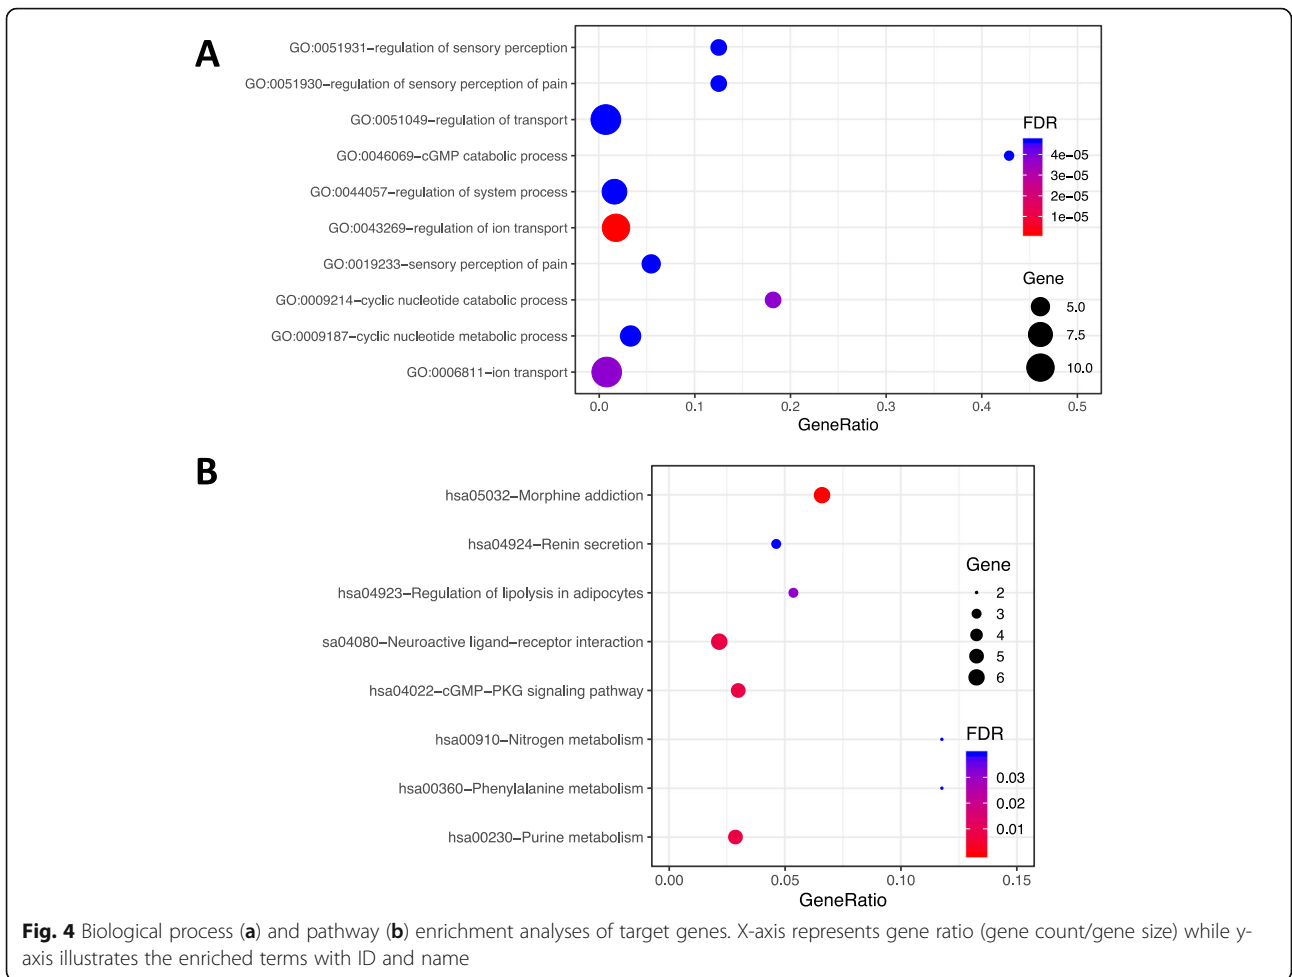 A
GO:0051931–regulation of sensory perception
GO:0051930–regulation of sensory perception of pain
GO:0051049–regulation of transport
GO:0046069–cGMP catabolic process
GO:0044057–regulation of system process
GO:0043269–regulation of ion transport
GO:0019233–sensory perception of pain
GO:0009214–cyclic nucleotide catabolic process
GO:0009187–cyclic nucleotide metabolic process
GO:0006811–ion transport
FDR
4e−05
3e−05
2e−05
1e−05
Gene
5.0
7.5
10.0
0.0 0.1 0.2 0.3 0.4 0.5
GeneRatio
B
hsa05032–Morphine addiction
hsa04924–Renin secretion
hsa04923–Regulation of lipolysis in adipocytes
sa04080–Neuroactive ligand–receptor interaction
hsa04022–cGMP–PKG signaling pathway
hsa00910–Nitrogen metabolism
hsa00360–Phenylalanine metabolism
hsa00230–Purine metabolism
Gene
2
3
4
5
6
FDR
0.03
0.02
0.01
0.00 0.05 0.10 0.15
GeneRatio
Fig. 4 Biological process (a) and pathway (b) enrichment analyses of target genes. X-axis represents gene ratio (gene count/gene size) while y-
axis illustrates the enriched terms with ID and name